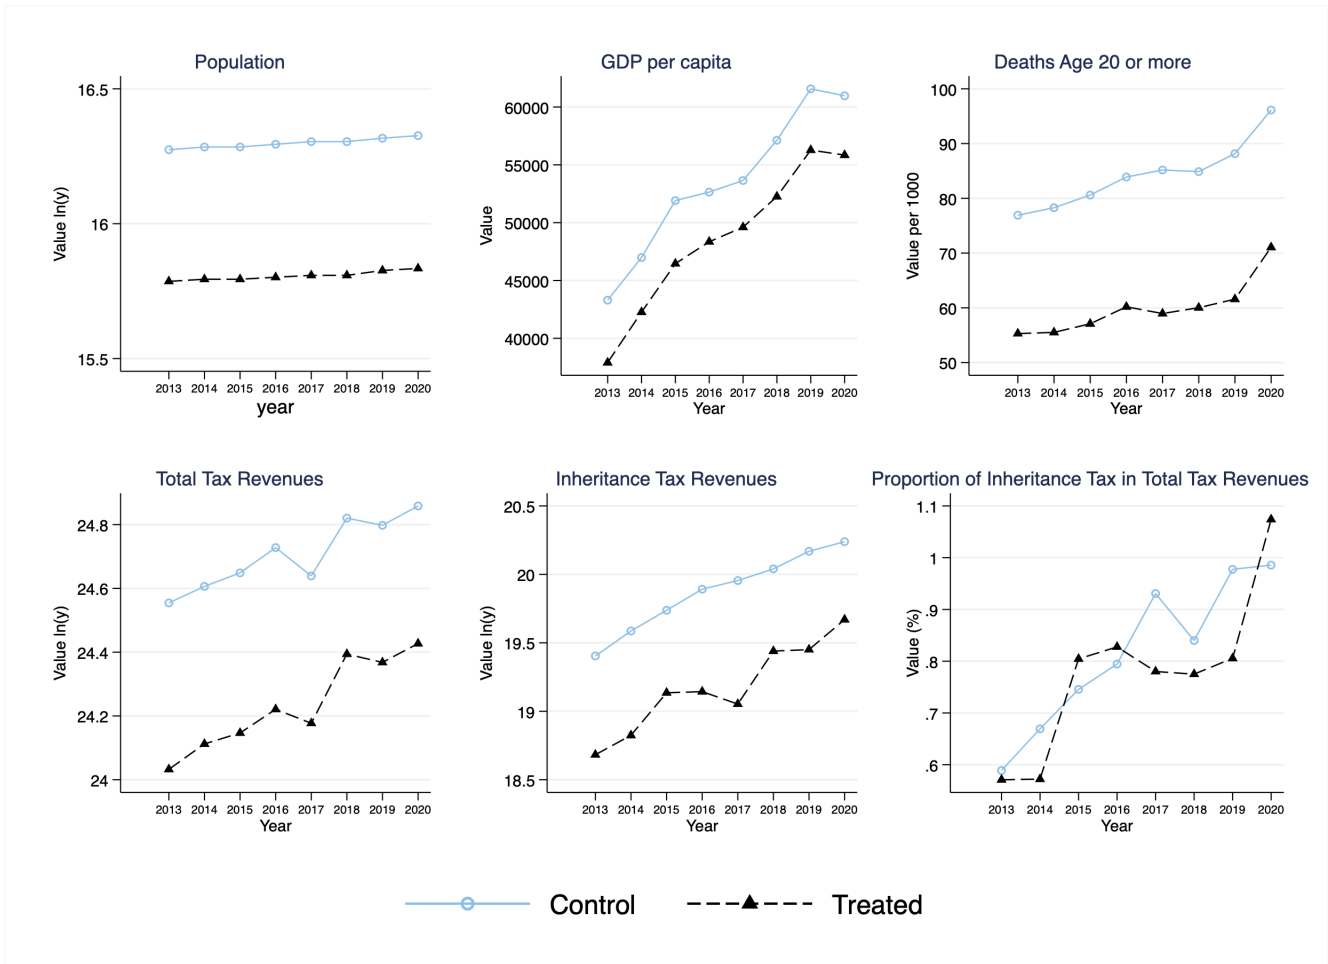 Population
16.5
16
15.5
Value ln(y)
2013 2014 2015 2016 2017 2018 2019 2020
year
GDP per capita
60000
55000
50000
45000
40000
Value
2013 2014 2015 2016 2017 2018 2019 2020
Year
Deaths Age 20 or more
100
90
80
70
60
50
Value per 1000
2013 2014 2015 2016 2017 2018 2019 2020
Year
Total Tax Revenues
24.8
24.6
24.4
24.2
24
Value ln(y)
2013 2014 2015 2016 2017 2018 2019 2020
Year
Inheritance Tax Revenues
20.5
20
19.5
19
18.5
Value ln(y)
2013 2014 2015 2016 2017 2018 2019 2020
Year
Proportion of Inheritance Tax in Total Tax Revenues
1.1
1
.9
.8
.7
.6
Value (%)
2013 2014 2015 2016 2017 2018 2019 2020
Year
Control Treated